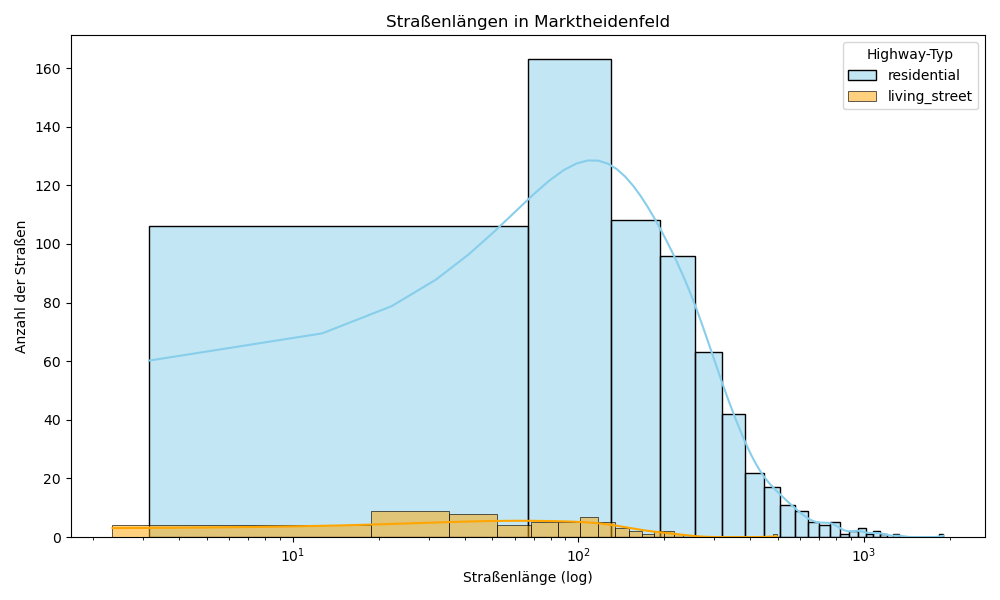 Straßenlängen in Marktheidenfeld
Highway-Typ
residential
living_street
Anzahl der Straßen
160
140
120
100
80
60
40
20
0
10¹
10²
10³
Straßenlänge (log)